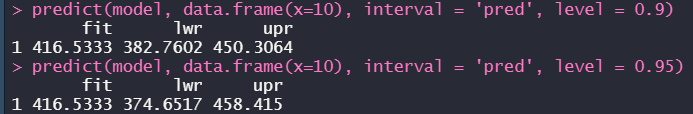 > predict(model, data.frame(x=10), interval = 'pred', level = 0.9)
       fit      lwr      upr
1 416.5333 382.7602 450.3064
> predict(model, data.frame(x=10), interval = 'pred', level = 0.95)
       fit      lwr     upr
1 416.5333 374.6517 458.415